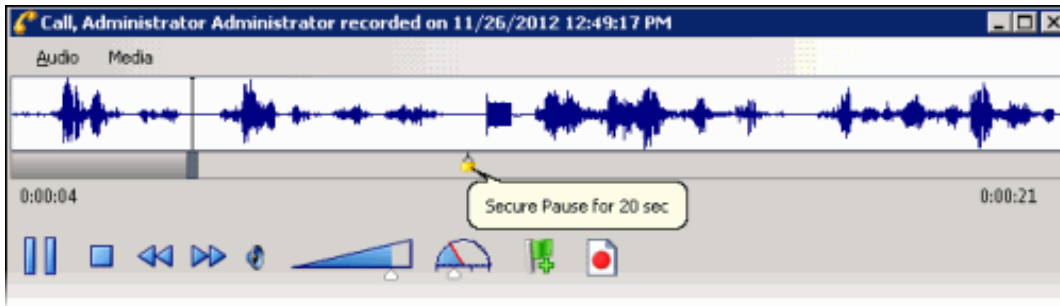 Call, Administrator Administrator recorded on 11/26/2012 12:49:17 PM
Audio Media
0:00:04
Secure Pause for 20 sec
0:00:21